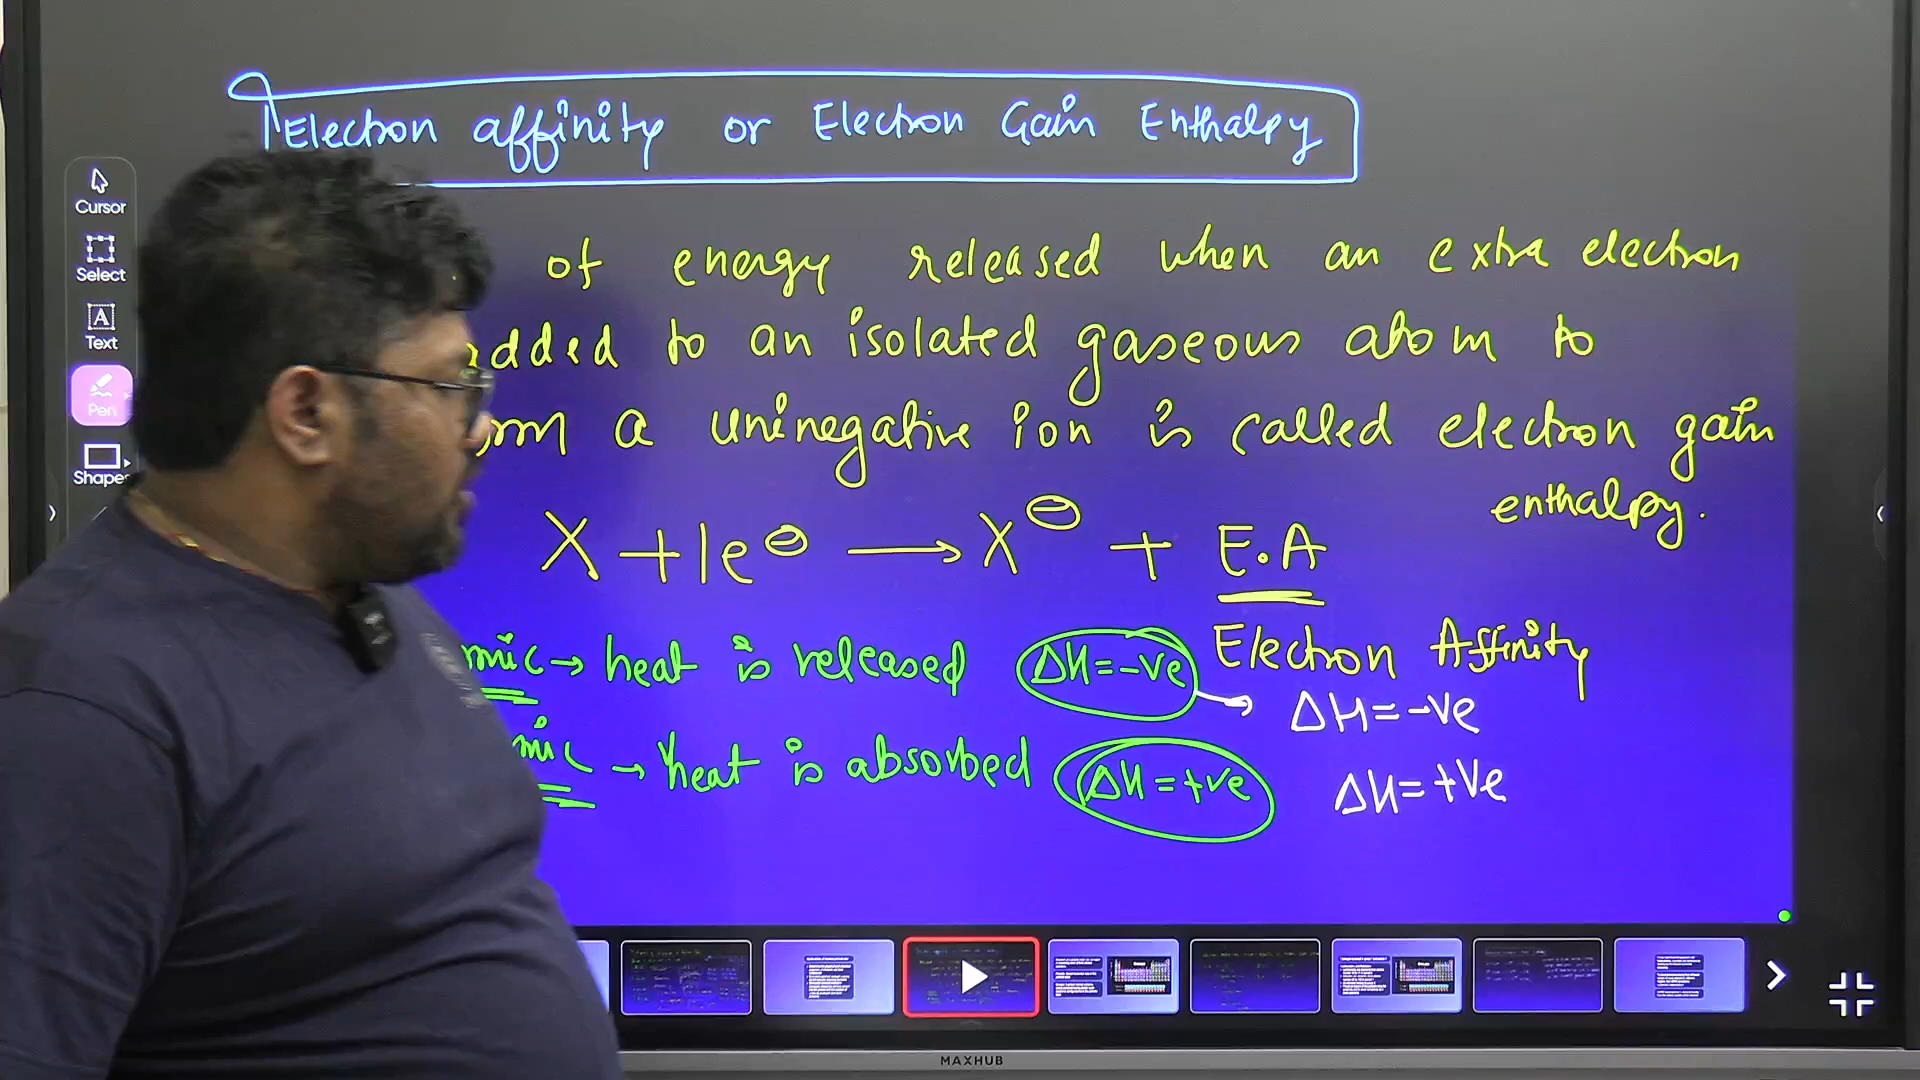 Electron affinity or Electron Gain Enthalpy
Cursor
Select
Text
Pen
Shapes
of energy released when an extra electron
added to an isolated gaseous atom to
a uninegative ion is called electron gain
enthalpy.
X + 1e⊖ → X⊖ + E.A
Electron Affinity
mic → heat is released ΔH = -ve → ΔH = -ve
mic → heat is absorbed ΔH = +ve ΔH = +ve
MAXHUB